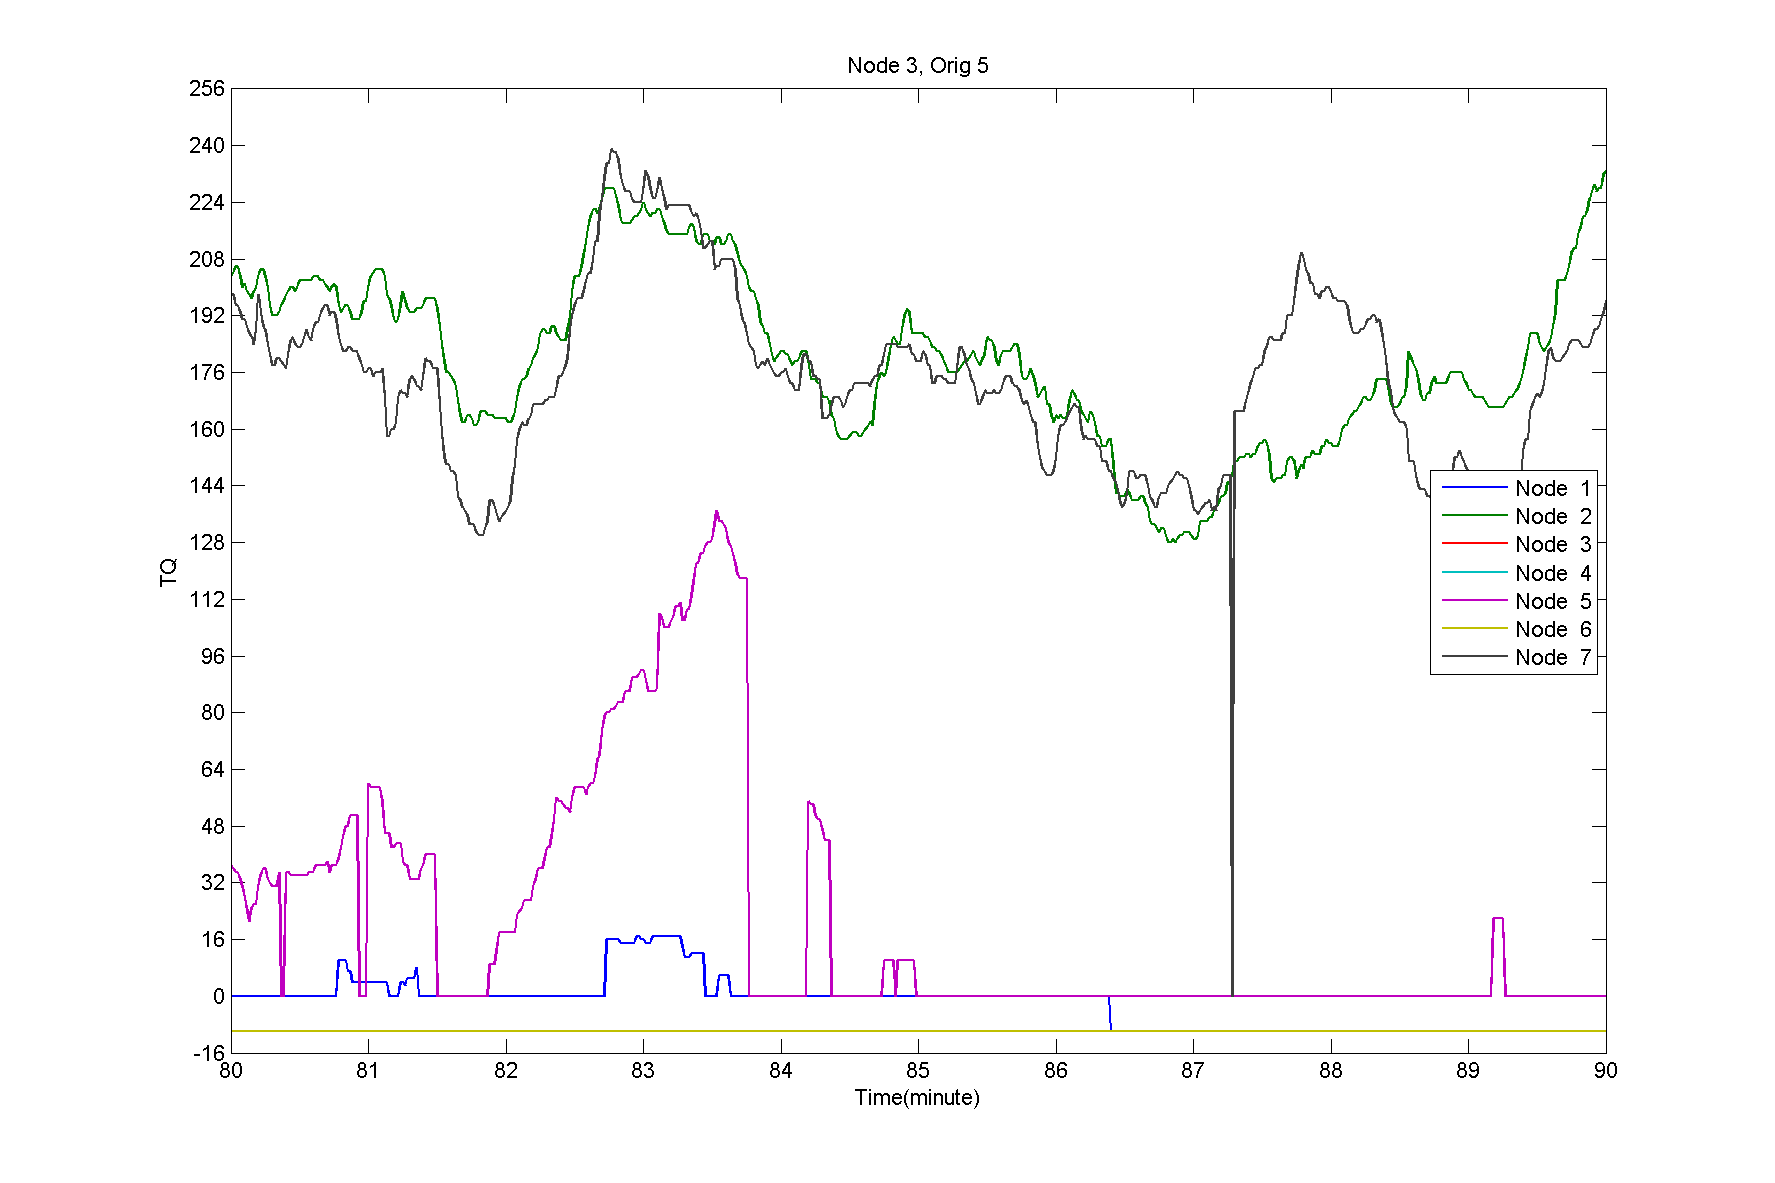 Node 3, Orig 5
256
240
224
208
192
176
160
144
128
112
96
80
64
48
32
16
0
-16
TQ
Node 1
Node 2
Node 3
Node 4
Node 5
Node 6
Node 7
80 81 82 83 84 85 86 87 88 89 90
Time(minute)